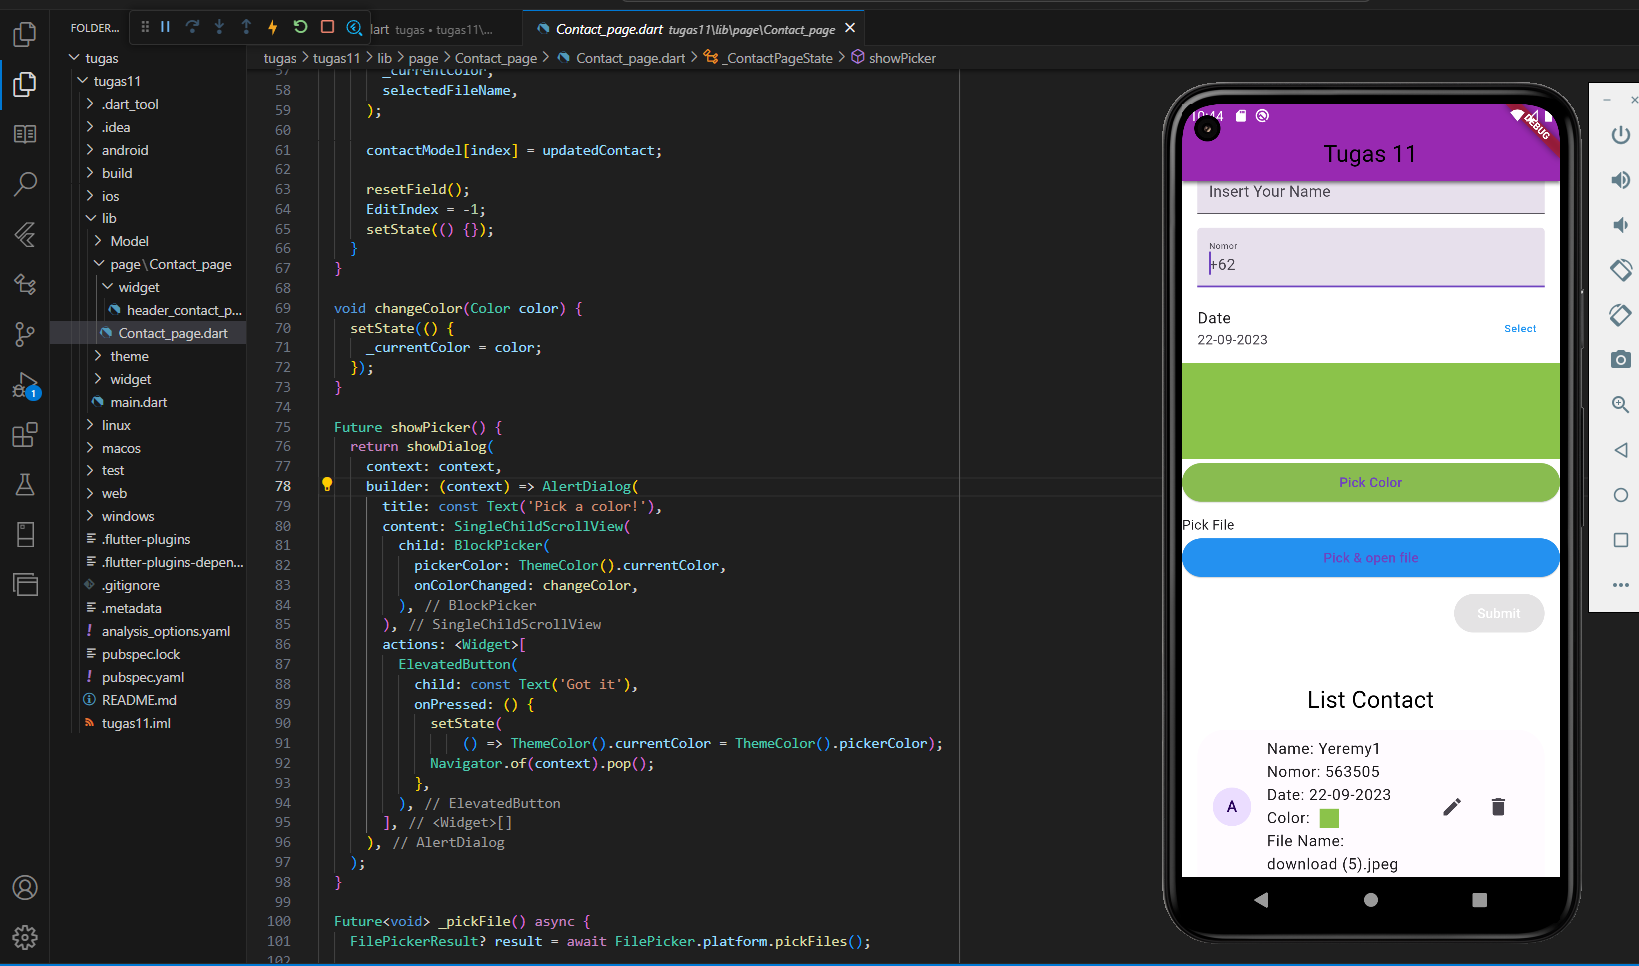 FOLDER...
tugas
tugas11
.dart_tool
.idea
android
build
ios
lib
Model
page\Contact_page
widget
header_contact_p...
Contact_page.dart
theme
widget
main.dart
linux
macos
test
web
windows
.flutter-plugins
.flutter-plugins-depen...
.gitignore
.metadata
analysis_options.yaml
pubspec.lock
pubspec.yaml
README.md
tugas11.iml
1
dart tugas • tugas11\...
Contact_page.dart tugas11\lib\page\Contact_page
tugas > tugas11 > lib > page > Contact_page > Contact_page.dart > _ContactPageState > showPicker
57 _currentColor,
58 selectedFileName,
59 );
60
61 contactModel[index] = updatedContact;
62
63 resetField();
64 EditIndex = -1;
65 setState(() {});
66 }
67 }
68
69 void changeColor(Color color) {
70 setState(() {
71 _currentColor = color;
72 });
73 }
74
75 Future showPicker() {
76 return showDialog(
77 context: context,
78 builder: (context) => AlertDialog(
79 title: const Text('Pick a color!'),
80 content: SingleChildScrollView(
81 child: BlockPicker(
82 pickerColor: ThemeColor().currentColor,
83 onColorChanged: changeColor,
84 ), // BlockPicker
85 ), // SingleChildScrollView
86 actions: <Widget>[
87 ElevatedButton(
88 child: const Text('Got it'),
89 onPressed: () {
90 setState(
91 () => ThemeColor().currentColor = ThemeColor().pickerColor);
92 Navigator.of(context).pop();
93 },
94 ), // ElevatedButton
95 ], // <Widget>[]
96 ), // AlertDialog
97 );
98 }
99
100 Future<void> _pickFile() async {
101 FilePickerResult? result = await FilePicker.platform.pickFiles();
102
10:44
DEBUG
Tugas 11
Insert Your Name
Nomor
+62
Date
22-09-2023
Select
Pick Color
Pick File
Pick & open file
Submit
List Contact
A
Name: Yeremy1
Nomor: 563505
Date: 22-09-2023
Color:
File Name:
download (5).jpeg